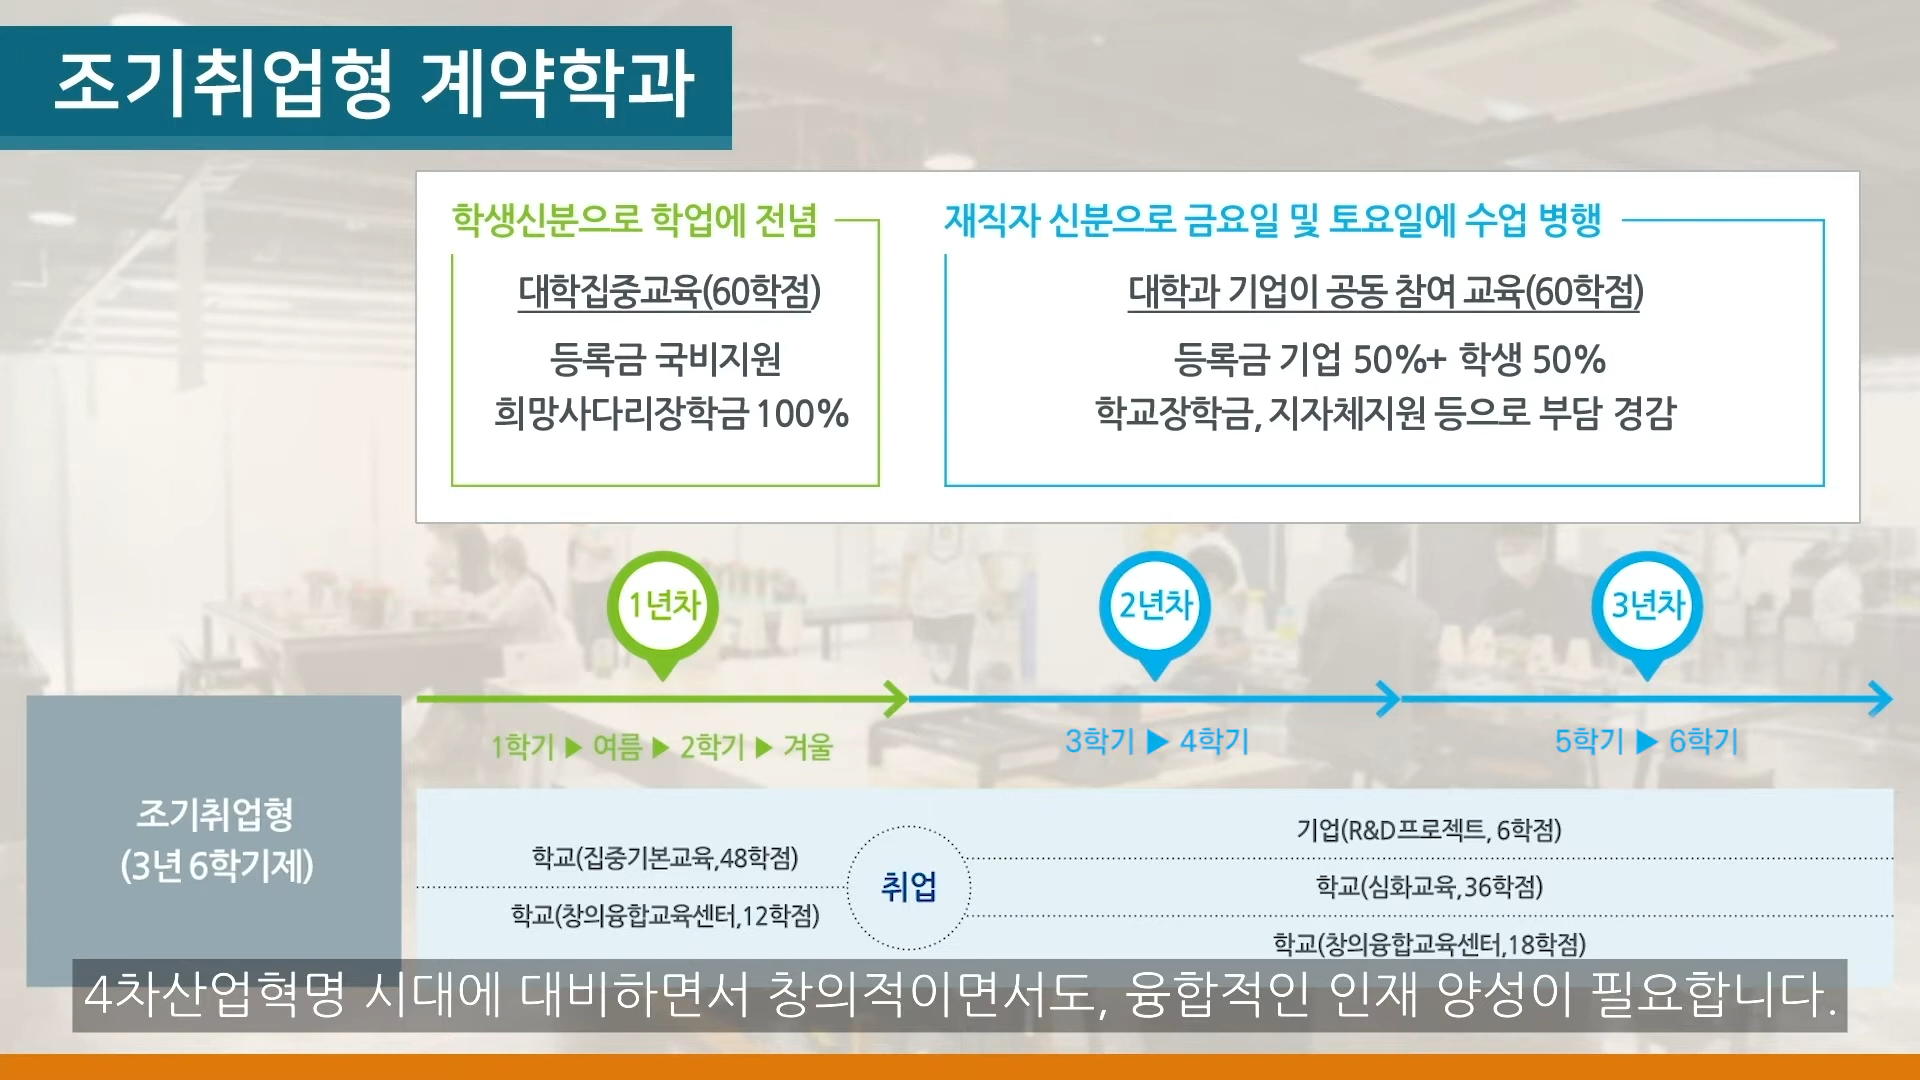 조기취업형 계약학과
학생신분으로 학업에 전념
대학집중교육(60학점)
등록금 국비지원
희망사다리장학금 100%
재직자 신분으로 금요일 및 토요일에 수업 병행
대학과 기업이 공동 참여 교육(60학점)
등록금 기업 50%+ 학생 50%
학교장학금, 지자체지원 등으로 부담 경감
1년차
2년차
3년차
1학기 ▶ 여름 ▶ 2학기 ▶ 겨울
3학기 ▶ 4학기
5학기 ▶ 6학기
조기취업형
(3년 6학기제)
학교(집중기본교육,48학점)
학교(창의융합교육센터,12학점)
취업
기업(R&D프로젝트, 6학점)
학교(심화교육,36학점)
학교(창의융합교육센터,18학점)
4차산업혁명 시대에 대비하면서 창의적이면서도, 융합적인 인재 양성이 필요합니다.